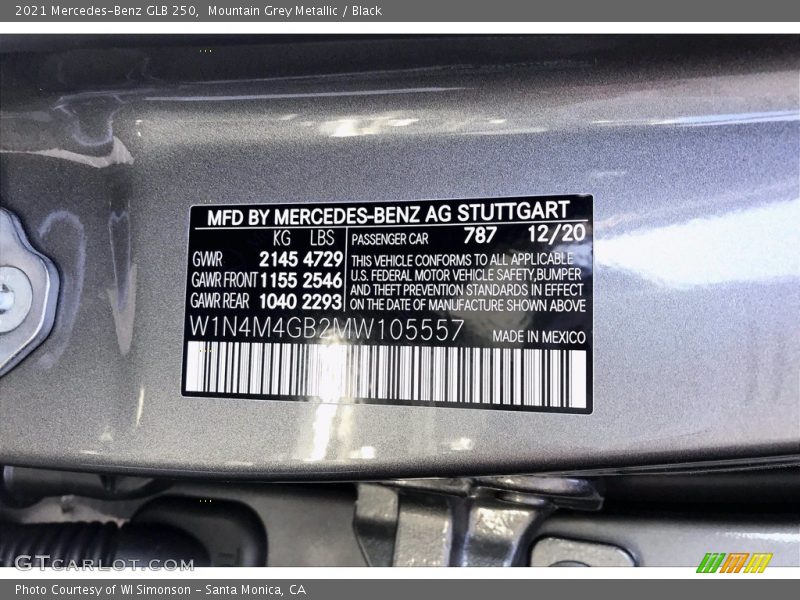 2021 Mercedes-Benz GLB 250,  Mountain Grey Metallic / Black
MFD BY MERCEDES-BENZ AG STUTTGART
KG LBS
GWR 2145 4729
GAWR FRONT 1155 2546
GAWR REAR 1040 2293
PASSENGER CAR 787 12/20
THIS VEHICLE CONFORMS TO ALL APPLICABLE
U.S. FEDERAL MOTOR VEHICLE SAFETY,BUMPER
AND THEFT PREVENTION STANDARDS IN EFFECT
ON THE DATE OF MANUFACTURE SHOWN ABOVE
W1N4M4GB2MW105557
MADE IN MEXICO
GTCARLOT.COM
Photo Courtesy of WI Simonson - Santa Monica, CA